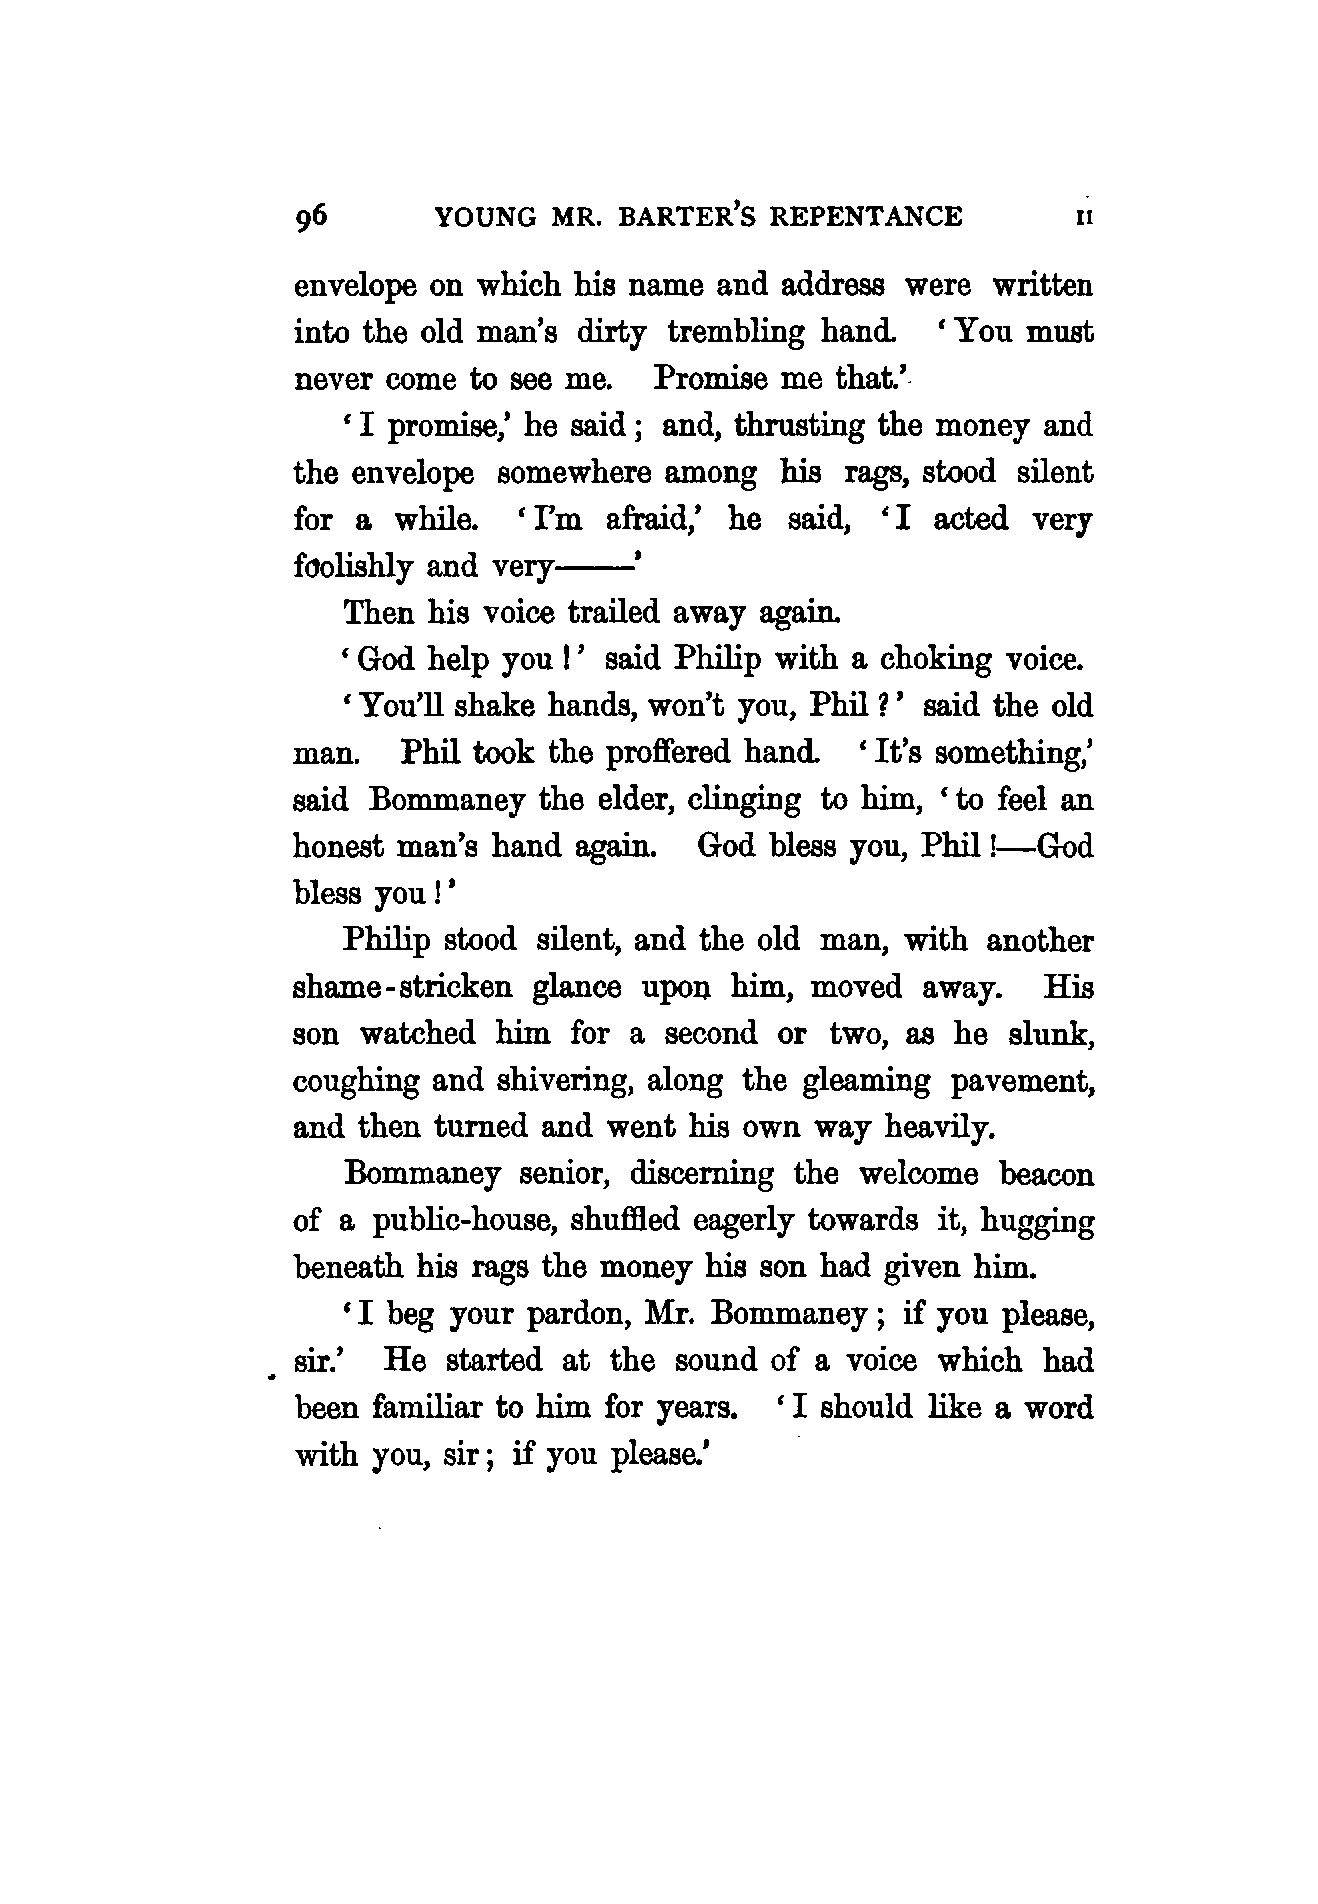 96 YOUNG MR. BARTER'S REPENTANCE II
envelope on which his name and address were written
into the old man's dirty trembling hand. ‘You must
never come to see me. Promise me that.’
‘I promise,’ he said; and, thrusting the money and
the envelope somewhere among his rags, stood silent
for a while. ‘I'm afraid,’ he said, ‘I acted very
foolishly and very——’
Then his voice trailed away again.
‘God help you!’ said Philip with a choking voice.
‘You'll shake hands, won't you, Phil?’ said the old
man. Phil took the proffered hand. ‘It's something,’
said Bommaney the elder, clinging to him, ‘to feel an
honest man's hand again. God bless you, Phil!—God
bless you!’
Philip stood silent, and the old man, with another
shame-stricken glance upon him, moved away. His
son watched him for a second or two, as he slunk,
coughing and shivering, along the gleaming pavement,
and then turned and went his own way heavily.
Bommaney senior, discerning the welcome beacon
of a public-house, shuffled eagerly towards it, hugging
beneath his rags the money his son had given him.
‘I beg your pardon, Mr. Bommaney; if you please,
sir.’ He started at the sound of a voice which had
been familiar to him for years. ‘I should like a word
with you, sir; if you please.’